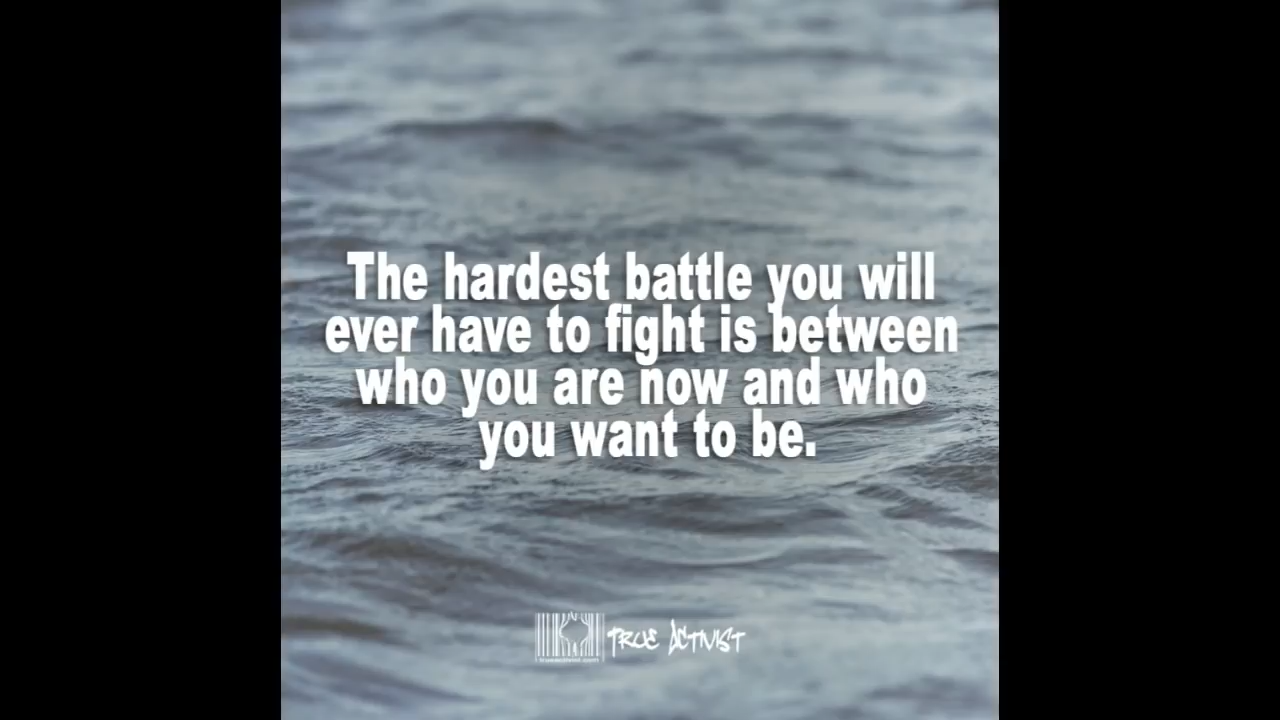 The hardest battle you will
ever have to fight is between
who you are now and who
you want to be.
TRUE ACTIVIST